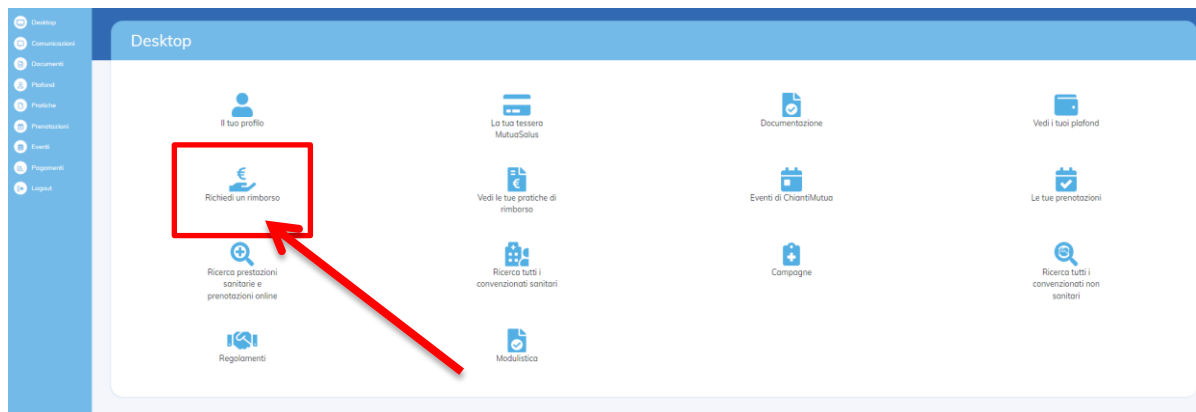 Desktop
Comunicazioni
Documenti
Plafond
Pratiche
Prenotazioni
Eventi
Pagamenti
Logout
Desktop
Il tuo profilo
La tua tessera
MutuaSalus
Documentazione
Vedi i tuoi plafond
Richiedi un rimborso
Vedi le tue pratiche di
rimborso
Eventi di ChiantiMutua
Le tue prenotazioni
Ricerca prestazioni
sanitarie e
prenotazioni online
Ricerca tutti i
convenzionati sanitari
Campagne
Ricerca tutti i
convenzionati non
sanitari
Regolamenti
Modulistica